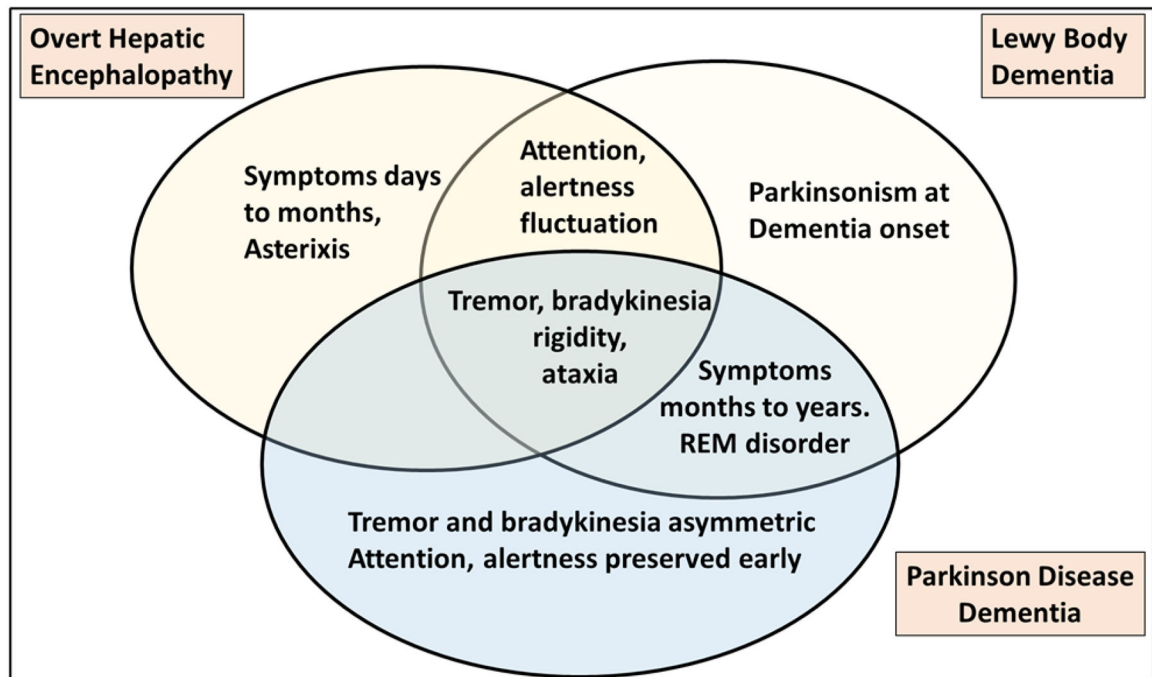 Overt Hepatic
Encephalopathy
Lewy Body
Dementia
Symptoms days
to months,
Asterixis
Attention,
alertness
fluctuation
Parkinsonism at
Dementia onset
Tremor, bradykinesia
rigidity,
ataxia
Symptoms
months to years.
REM disorder
Tremor and bradykinesia asymmetric
Attention, alertness preserved early
Parkinson Disease
Dementia